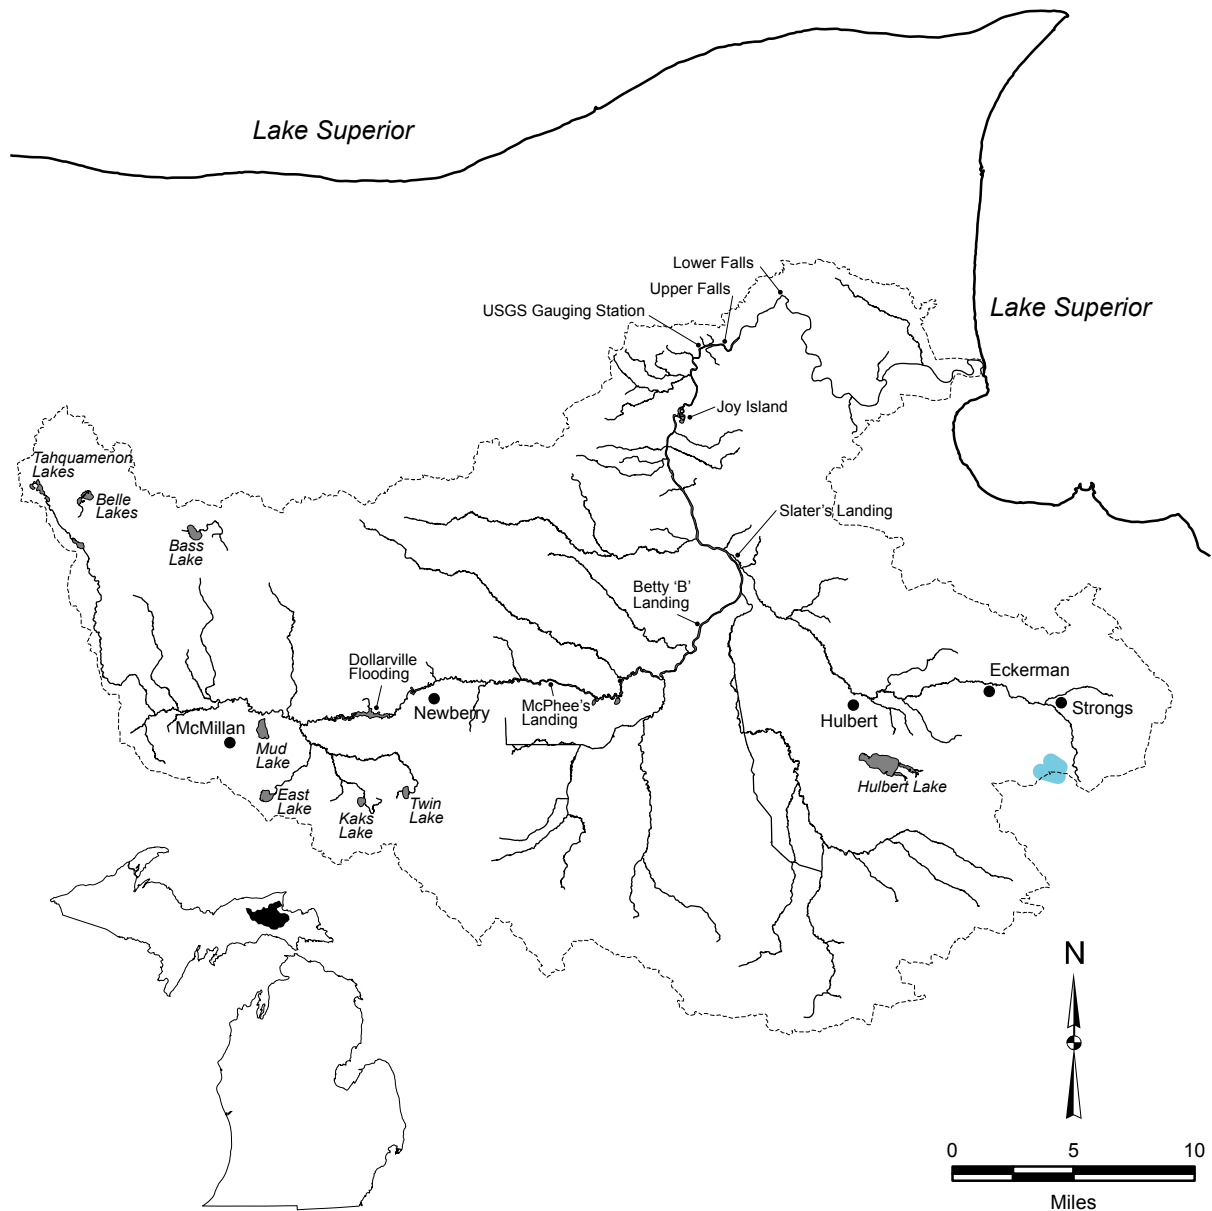 Lake Superior
Lower Falls
Upper Falls
USGS Gauging Station
Lake Superior
Joy Island
Tahquamenon
Lakes
Belle
Lakes
Slater's Landing
Bass
Lake
Betty 'B'
Landing
Dollarville
Flooding
Eckerman
McPhee's
Landing
Newberry
Strongs
Hulbert
McMillan
Mud
Lake
Hulbert Lake
East
Lake
Twin
Lake
Kaks
Lake
N
0 5 10
Miles